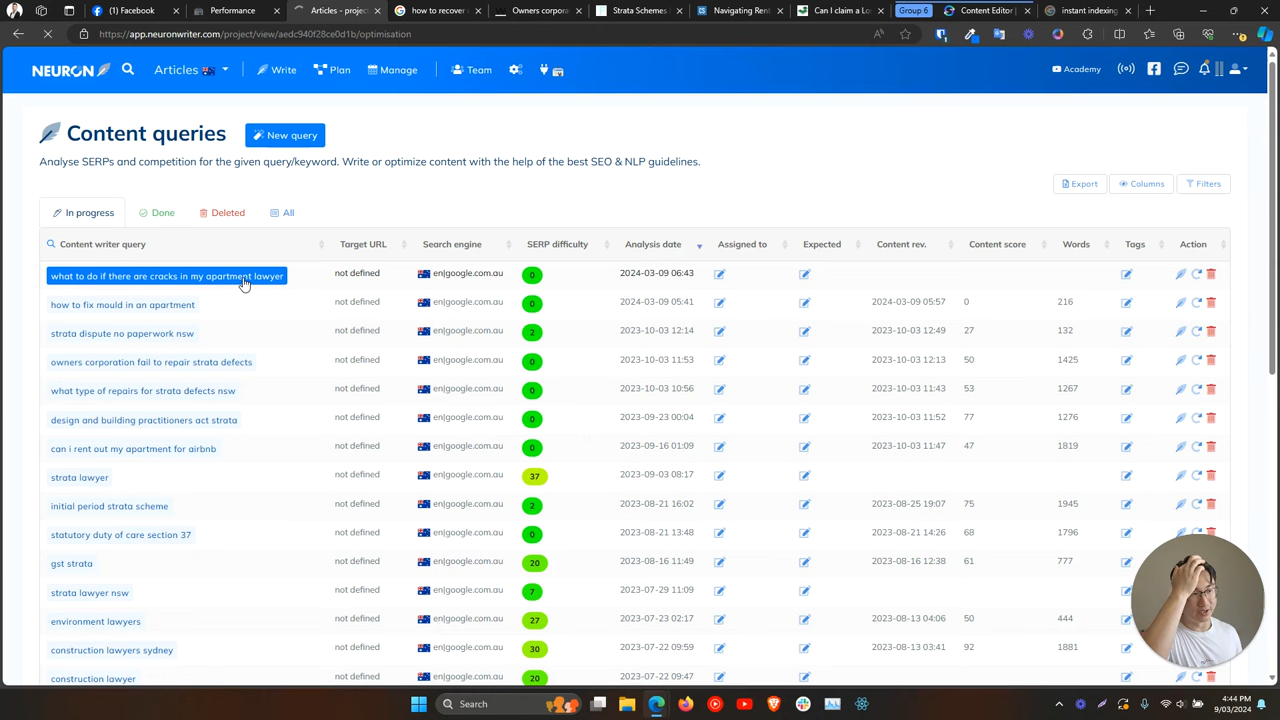 Performance
Articles - proje
how to recover
Owners corpora
Strata Schemes
Navigating Rent
Can I claim a Lo
Group 6
Content Editor
instant indexing
https://app.neuronwriter.com/project/view/aedc940f28ce0d1b/optimisation
NEURON
Articles
Write
Plan
Manage
Team
Academy
Content queries
New query
Analyse SERPs and competition for the given query/keyword. Write or optimize content with the help of the best SEO & NLP guidelines.
Export
Columns
Filters
In progress
Done
Deleted
All
Content writer query Target URL Search engine SERP difficulty Analysis date Assigned to Expected Content rev. Content score Words Tags Action
what to do if there are cracks in my apartment lawyer not defined en|google.com.au 0 2024-03-09 06:43
how to fix mould in an apartment not defined en|google.com.au 0 2024-03-09 05:41 2024-03-09 05:57 0 216
strata dispute no paperwork nsw not defined en|google.com.au 2 2023-10-03 12:14 2023-10-03 12:49 27 132
owners corporation fail to repair strata defects not defined en|google.com.au 0 2023-10-03 11:53 2023-10-03 12:13 50 1425
what type of repairs for strata defects nsw not defined en|google.com.au 0 2023-10-03 10:56 2023-10-03 11:43 53 1267
design and building practitioners act strata not defined en|google.com.au 0 2023-09-23 00:04 2023-10-03 11:52 77 1276
can i rent out my apartment for airbnb not defined en|google.com.au 0 2023-09-16 01:09 2023-10-03 11:47 47 1819
strata lawyer not defined en|google.com.au 37 2023-09-03 08:17
initial period strata scheme not defined en|google.com.au 2 2023-08-21 16:02 2023-08-25 19:07 75 1945
statutory duty of care section 37 not defined en|google.com.au 0 2023-08-21 13:48 2023-08-21 14:26 68 1796
gst strata not defined en|google.com.au 20 2023-08-16 11:49 2023-08-16 12:38 61 777
strata lawyer nsw not defined en|google.com.au 7 2023-07-29 11:09
environment lawyers not defined en|google.com.au 27 2023-07-23 02:17 2023-08-13 04:06 50 444
construction lawyers sydney not defined en|google.com.au 30 2023-07-22 09:59 2023-08-13 03:41 92 1881
construction lawyer not defined en|google.com.au 20 2023-07-22 09:47
Search
4:44 PM
9/03/2024